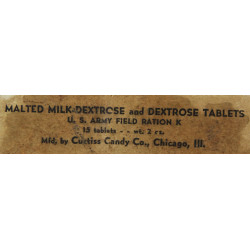 MALTED MILK-DEXTROSE and DEXTROSE TABLETS
U. S. ARMY FIELD RATION K
15 tablets - - wt. 2 rs.
Mfd. by Curtiss Candy Co., Chicago, Ill.